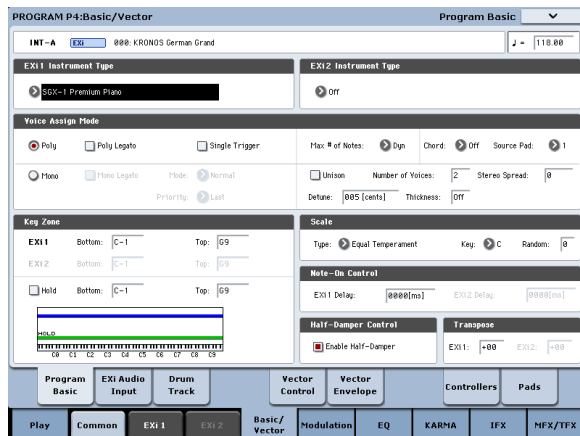 PROGRAM P4:Basic/Vector Program Basic
INT-A EXi 000: KRONOS German Grand ♩ = 118.00
EXi1 Instrument Type EXi2 Instrument Type
SGX-1 Premium Piano Off
Voice Assign Mode
Poly Poly Legato Single Trigger Max # of Notes: Dyn Chord: Off Source Pad: 1
Mono Mono Legato Mode: Normal Unison Number of Voices: 2 Stereo Spread: 0
Priority: Last Detune: 005 [cents] Thickness: Off
Key Zone Scale
EXi1 Bottom: C-1 Top: G9 Type: Equal Temperament Key: C Random: 0
EXi2 Bottom: C-1 Top: G9 Note-On Control
Hold Bottom: C-1 Top: G9 EXi1 Delay: 0000[ms] EXi2 Delay: 0000[ms]
Half-Damper Control Transpose
HOLD Enable Half-Damper EXi1: +00 EXi2: +00
C0 C1 C2 C3 C4 C5 C6 C7 C8 C9
Program Basic EXi Audio Input Drum Track Vector Control Vector Envelope Controllers Pads
Play Common EXi 1 EXi 2 Basic/Vector Modulation EQ KARMA IFX MFX/TFX